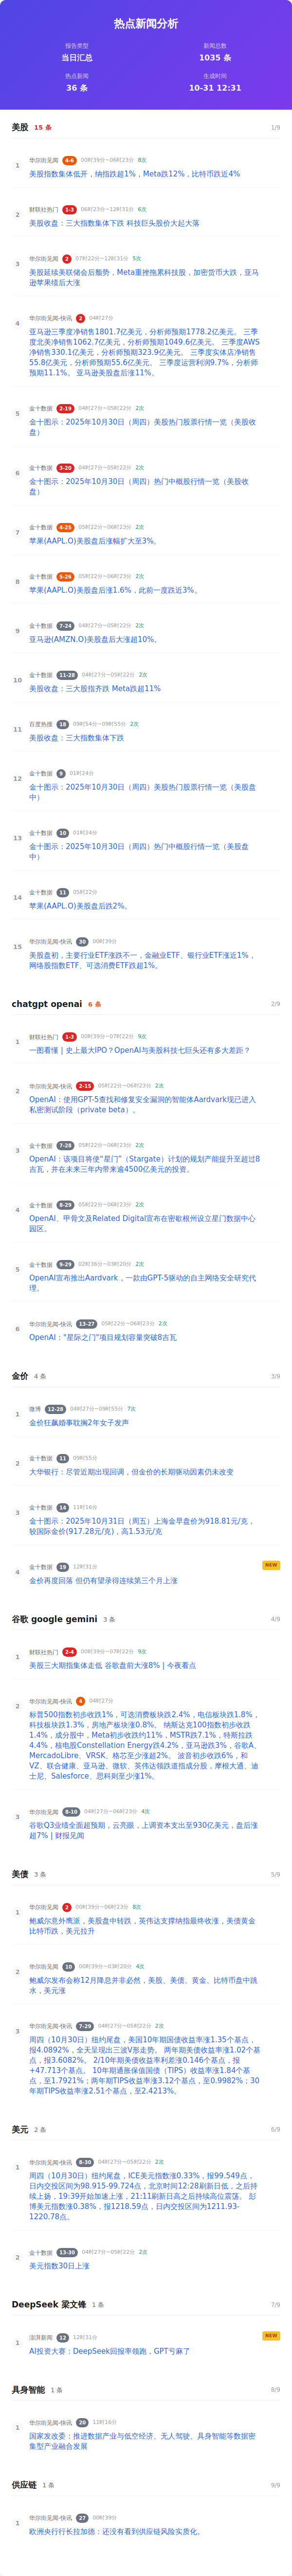 热点新闻分析
报告类型
当日汇总
新闻总数
1035 条
热点新闻
36 条
生成时间
10-31 12:31
美股 15 条 1/9
1
华尔街见闻 4-6 00时39分~06时23分 8次
美股指数集体低开，纳指跌超1%，Meta跌12%，比特币跌近4%
2
财联社热门 1-3 06时23分~12时31分 6次
美股收盘：三大指数集体下跌 科技巨头股价大起大落
3
华尔街见闻 2 07时22分~12时31分 5次
美股延续美联储会后颓势，Meta重挫拖累科技股，加密货币大跌，亚马
逊苹果绩后大涨
4
华尔街见闻-快讯 2 04时27分
亚马逊三季度净销售1801.7亿美元，分析师预期1778.2亿美元。 三季
度北美净销售1062.7亿美元，分析师预期1049.6亿美元。 三季度AWS
净销售330.1亿美元，分析师预期323.9亿美元。 三季度实体店净销售
55.8亿美元，分析师预期55.6亿美元。 三季度运营利润9.7%，分析师
预期11.1%。 亚马逊美股盘后涨11%。
5
金十数据 2-19 04时27分~05时22分 2次
金十图示：2025年10月30日（周四）美股热门股票行情一览（美股收
盘）
6
金十数据 3-20 04时27分~05时22分 2次
金十图示：2025年10月30日（周四）美股热门中概股行情一览（美股收
盘）
7
金十数据 4-25 05时22分~06时23分 2次
苹果(AAPL.O)美股盘后涨幅扩大至3%。
8
金十数据 5-26 05时22分~06时23分 2次
苹果(AAPL.O)美股盘后涨1.6%，此前一度跌近3%。
9
金十数据 7-24 04时27分~05时22分 2次
亚马逊(AMZN.O)美股盘后大涨超10%。
10
金十数据 11-28 04时27分~05时22分 2次
美股收盘：三大股指齐跌 Meta跌超11%
11
百度热搜 18 09时54分~09时55分 2次
美股收盘：三大指数集体下跌
12
金十数据 9 01时24分
金十图示：2025年10月30日（周四）美股热门股票行情一览（美股盘
中）
13
金十数据 10 01时24分
金十图示：2025年10月30日（周四）美股热门中概股行情一览（美股盘
中）
14
金十数据 11 05时22分
苹果(AAPL.O)美股盘后跌2%。
15
华尔街见闻-快讯 30 00时39分
美股盘初，主要行业ETF涨跌不一，金融业ETF、银行业ETF涨近1%，
网络股指数ETF、可选消费ETF跌超1%。
chatgpt openai 6 条 2/9
1
财联社热门 1-3 00时39分~07时22分 9次
一图看懂 | 史上最大IPO？OpenAI与美股科技七巨头还有多大差距？
2
华尔街见闻-快讯 2-15 05时22分~06时23分 2次
OpenAI：使用GPT-5查找和修复安全漏洞的智能体Aardvark现已进入
私密测试阶段（private beta）。
3
金十数据 7-28 05时22分~06时23分 2次
OpenAI：该项目将使"星门"（Stargate）计划的规划产能提升至超过8
吉瓦，并在未来三年内带来逾4500亿美元的投资。
4
金十数据 8-29 05时22分~06时23分 2次
OpenAI、甲骨文及Related Digital宣布在密歇根州设立星门数据中心
园区。
5
金十数据 9-29 02时36分~03时20分 2次
OpenAI宣布推出Aardvark，一款由GPT-5驱动的自主网络安全研究代
理。
6
华尔街见闻-快讯 13-27 05时22分~06时23分 2次
OpenAI："星际之门"项目规划容量突破8吉瓦
金价 4 条 3/9
1
微博 12-28 04时27分~09时55分 7次
金价狂飙婚事耽搁2年女子发声
2
金十数据 11 09时55分
大华银行：尽管近期出现回调，但金价的长期驱动因素仍未改变
3
金十数据 14 11时16分
金十图示：2025年10月31日（周五）上海金早盘价为918.81元/克，
较国际金价(917.28元/克)，高1.53元/克
4
金十数据 19 12时31分 NEW
金价再度回落 但仍有望录得连续第三个月上涨
谷歌 google gemini 3 条 4/9
1
财联社热门 2-4 00时39分~07时22分 9次
美股三大期指集体走低 谷歌盘前大涨8% | 今夜看点
2
华尔街见闻-快讯 4 04时27分
标普500指数初步收跌1%，可选消费板块跌2.4%，电信板块跌1.8%，
科技板块跌1.3%，房地产板块涨0.8%。 纳斯达克100指数初步收跌
1.4%，成分股中，Meta初步收跌约11%，MSTR跌7.1%，特斯拉跌
4.4%，核电股Constellation Energy跌4.2%，亚马逊跌3%，谷歌A、
MercadoLibre、VRSK、格芯至少涨超2%。 波音初步收跌6%，和
VZ、联合健康、亚马逊、微软、英伟达领跌道指成分股，摩根大通、迪
士尼、Salesforce、思科则至少涨1%。
3
华尔街见闻 8-10 04时27分~06时23分 4次
谷歌Q3业绩全面超预期，云亮眼，上调资本支出至930亿美元，盘后涨
超7% | 财报见闻
美债 3 条 5/9
1
华尔街见闻 2 00时39分~06时23分 8次
鲍威尔意外鹰派，美股盘中转跌，英伟达支撑纳指最终收涨，美债黄金
比特币跌，美元拉升
2
华尔街见闻 10 00时39分~03时20分 4次
鲍威尔发布会称12月降息并非必然，美股、美债、黄金、比特币盘中跳
水，美元涨
3
华尔街见闻-快讯 7-29 04时27分~05时22分 2次
周四（10月30日）纽约尾盘，美国10年期国债收益率涨1.35个基点，
报4.0892%，全天呈现出三波V形走势。 两年期美债收益率涨1.02个基
点，报3.6082%。 2/10年期美债收益率利差涨0.146个基点，报
+47.713个基点。 10年期通胀保值国债（TIPS）收益率涨1.84个基
点，至1.7921%；两年期TIPS收益率涨3.12个基点，至0.9982%；30
年期TIPS收益率涨2.51个基点，至2.4213%。
美元 2 条 6/9
1
华尔街见闻-快讯 8-30 04时27分~05时22分 2次
周四（10月30日）纽约尾盘，ICE美元指数涨0.33%，报99.549点，
日内交投区间为98.915-99.724点，北京时间12:28刷新日低，之后持
续上扬，19:39开始加速上涨，21:11刷新日高之后持续高位震荡。 彭
博美元指数涨0.38%，报1218.59点，日内交投区间为1211.93-
1220.78点。
2
金十数据 13-30 04时27分~05时22分 2次
美元指数30日上涨
DeepSeek 梁文锋 1 条 7/9
1
澎湃新闻 12 12时31分 NEW
AI投资大赛：DeepSeek回报率领跑，GPT亏麻了
具身智能 1 条 8/9
1
华尔街见闻-快讯 28 11时16分
国家发改委：推进数据产业与低空经济、无人驾驶、具身智能等数据密
集型产业融合发展
供应链 1 条 9/9
1
华尔街见闻-快讯 27 00时39分
欧洲央行行长拉加德：还没有看到供应链风险实质化。